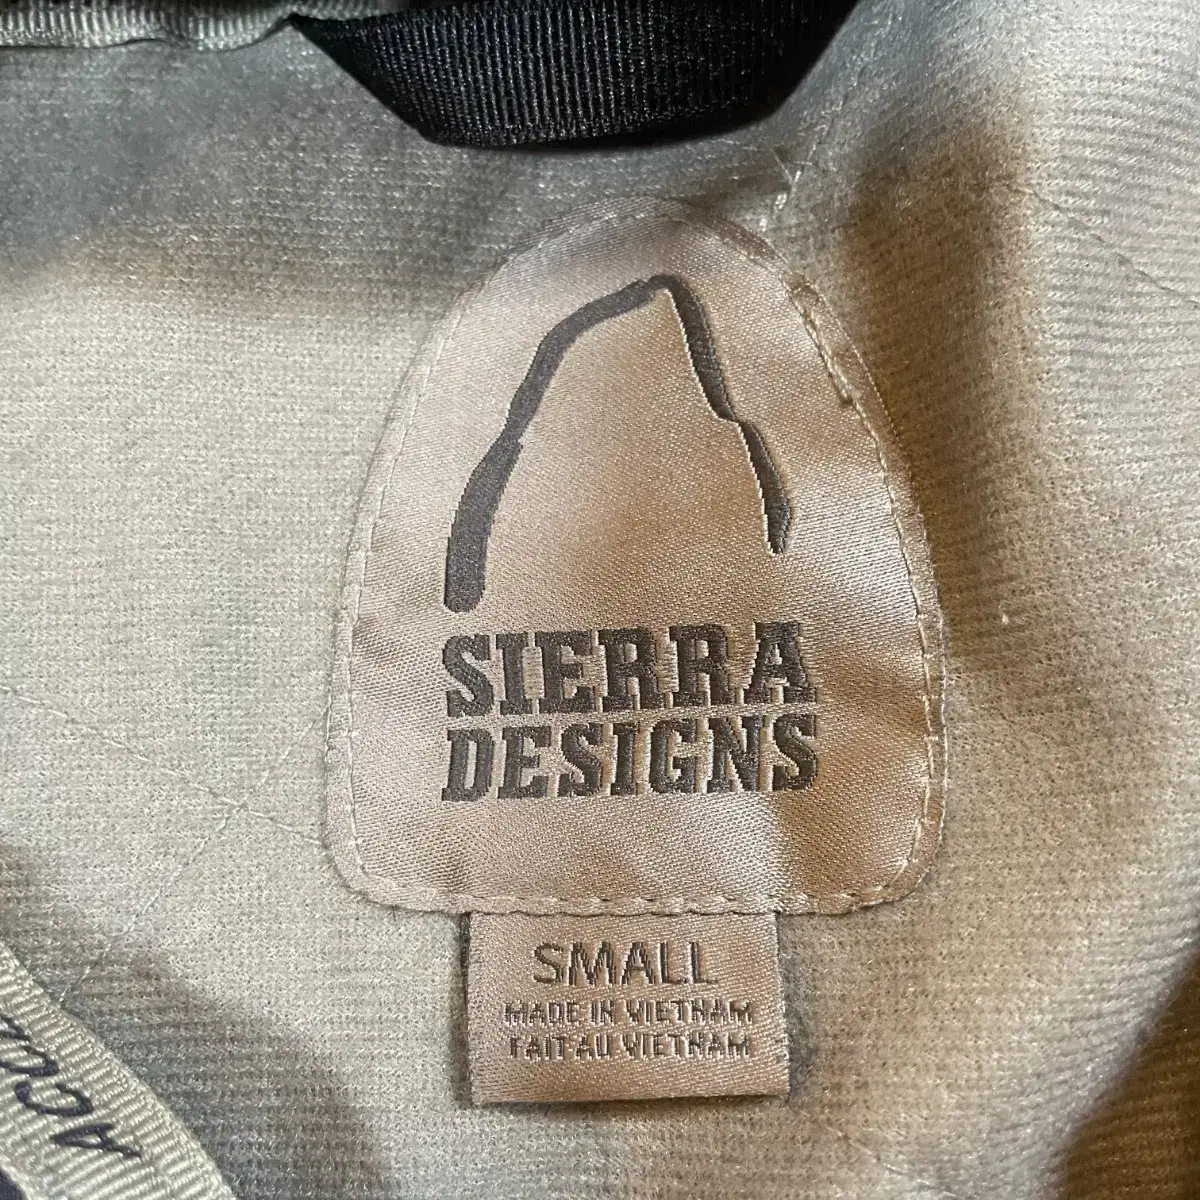 SIERRA
DESIGNS
SMALL
MADE IN VIETNAM
FAIT AU VIETNAM